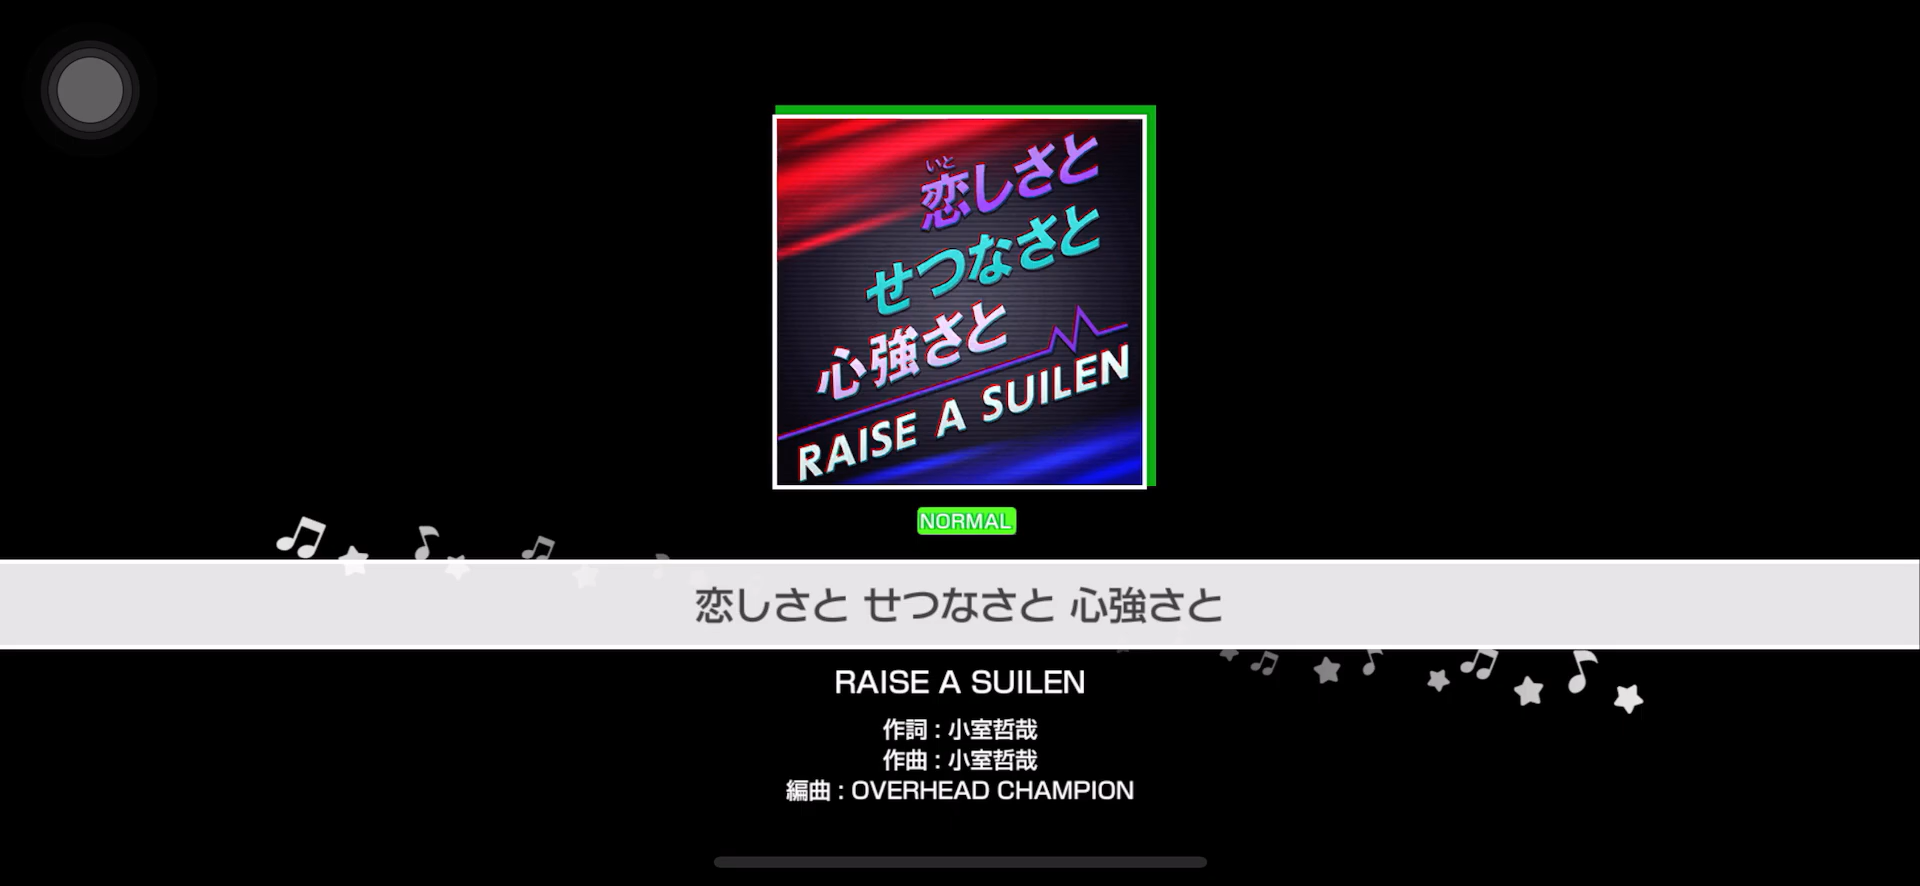 いと
恋しさと
せつなさと
心強さと
RAISE A SUILEN
NORMAL
恋しさと せつなさと 心強さと
RAISE A SUILEN
作詞 : 小室哲哉
作曲 : 小室哲哉
編曲 : OVERHEAD CHAMPION